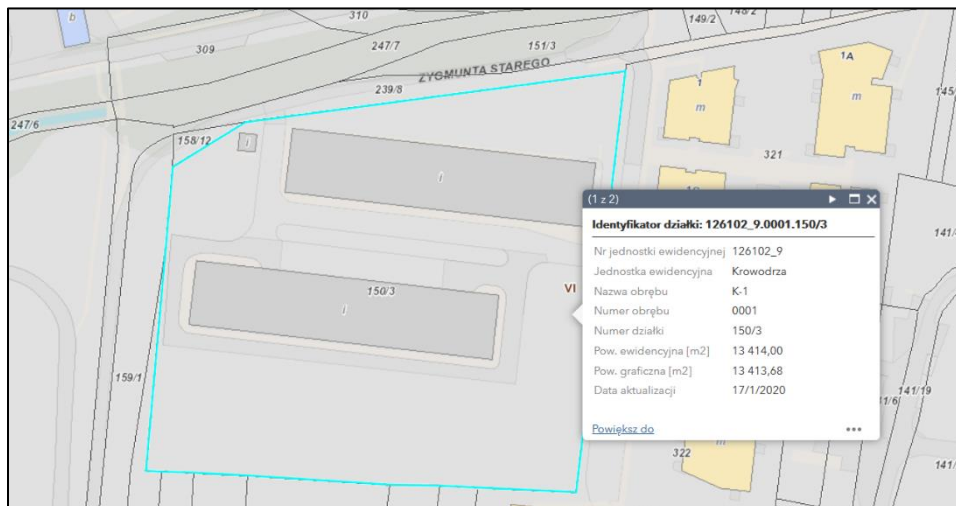 b
309
310
247/7
151/3
149/2
148/2
ZYGMUNTA STAREGO
239/8
1
m
1A
m
145/
247/6
158/12
i
i
321
(1 z 2)
Identyfikator działki: 126102_9.0001.150/3
Nr jednostki ewidencyjnej 126102_9
Jednostka ewidencyjna Krowodrza
Nazwa obrębu K-1
Numer obrębu 0001
Numer działki 150/3
Pow. ewidencyjna [m2] 13 414,00
Pow. graficzna [m2] 13 413,68
Data aktualizacji 17/1/2020
Powiększ do
VI
150/3
i
159/1
141/
141/19
1/6
m
322
141/